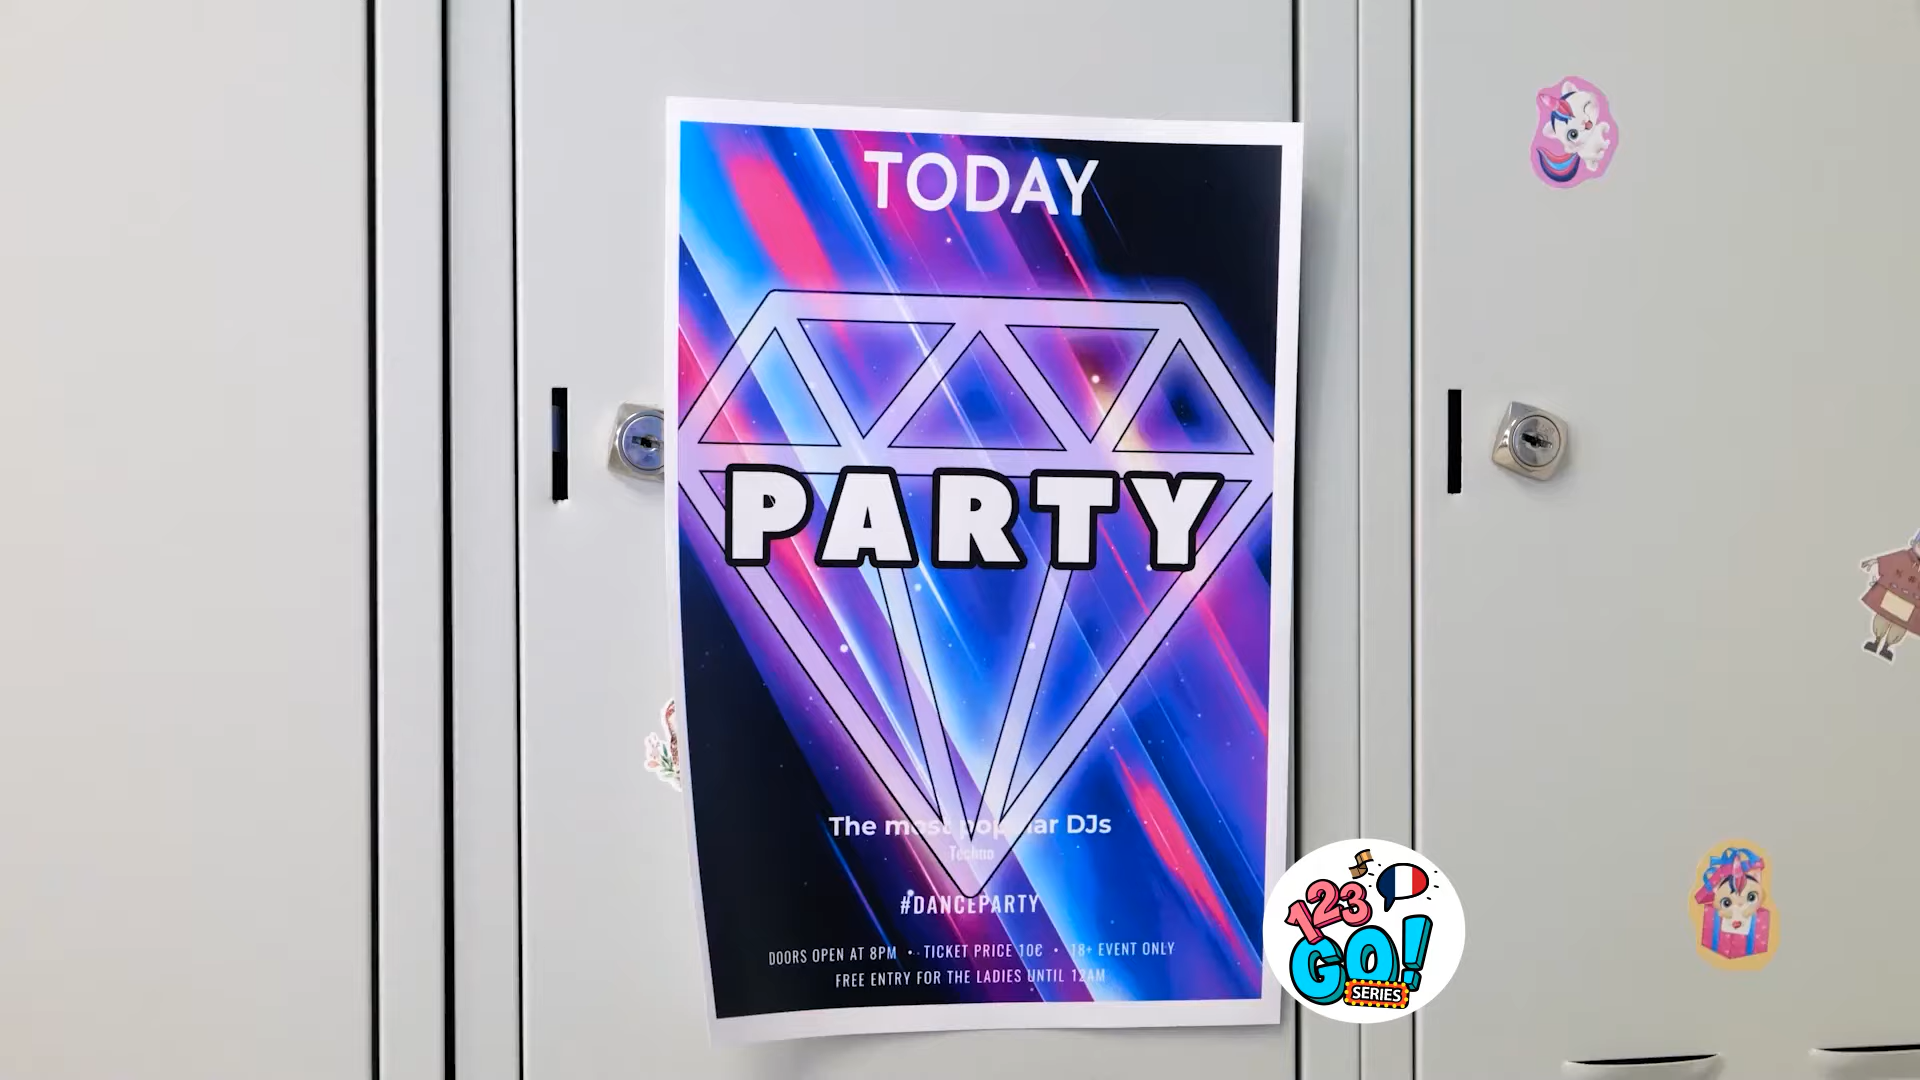 TODAY
PARTY
The most popular DJs
Techno
#DANCEPARTY
DOORS OPEN AT 8PM • TICKET PRICE 10€ • 18+ EVENT ONLY
FREE ENTRY FOR THE LADIES UNTIL 12AM
123
GO!
SERIES